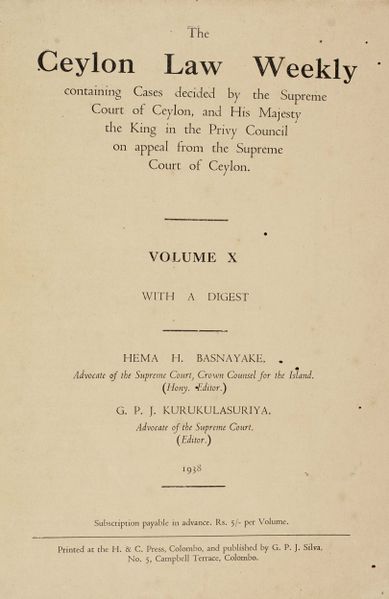 The
Ceylon Law Weekly
containing Cases decided by the Supreme
Court of Ceylon, and His Majesty
the King in the Privy Council
on appeal from the Supreme
Court of Ceylon.
VOLUME X
WITH A DIGEST
HEMA H. BASNAYAKE,
Advocate of the Supreme Court, Crown Counsel for the Island.
(Hony. Editor.)
G. P. J. KURUKULASURIYA,
Advocate of the Supreme Court.
(Editor.)
1938
Subscription payable in advance. Rs. 5/- per Volume.
Printed at the H. & C. Press, Colombo, and published by G. P. J. Silva,
No. 5, Campbell Terrace, Colombo.